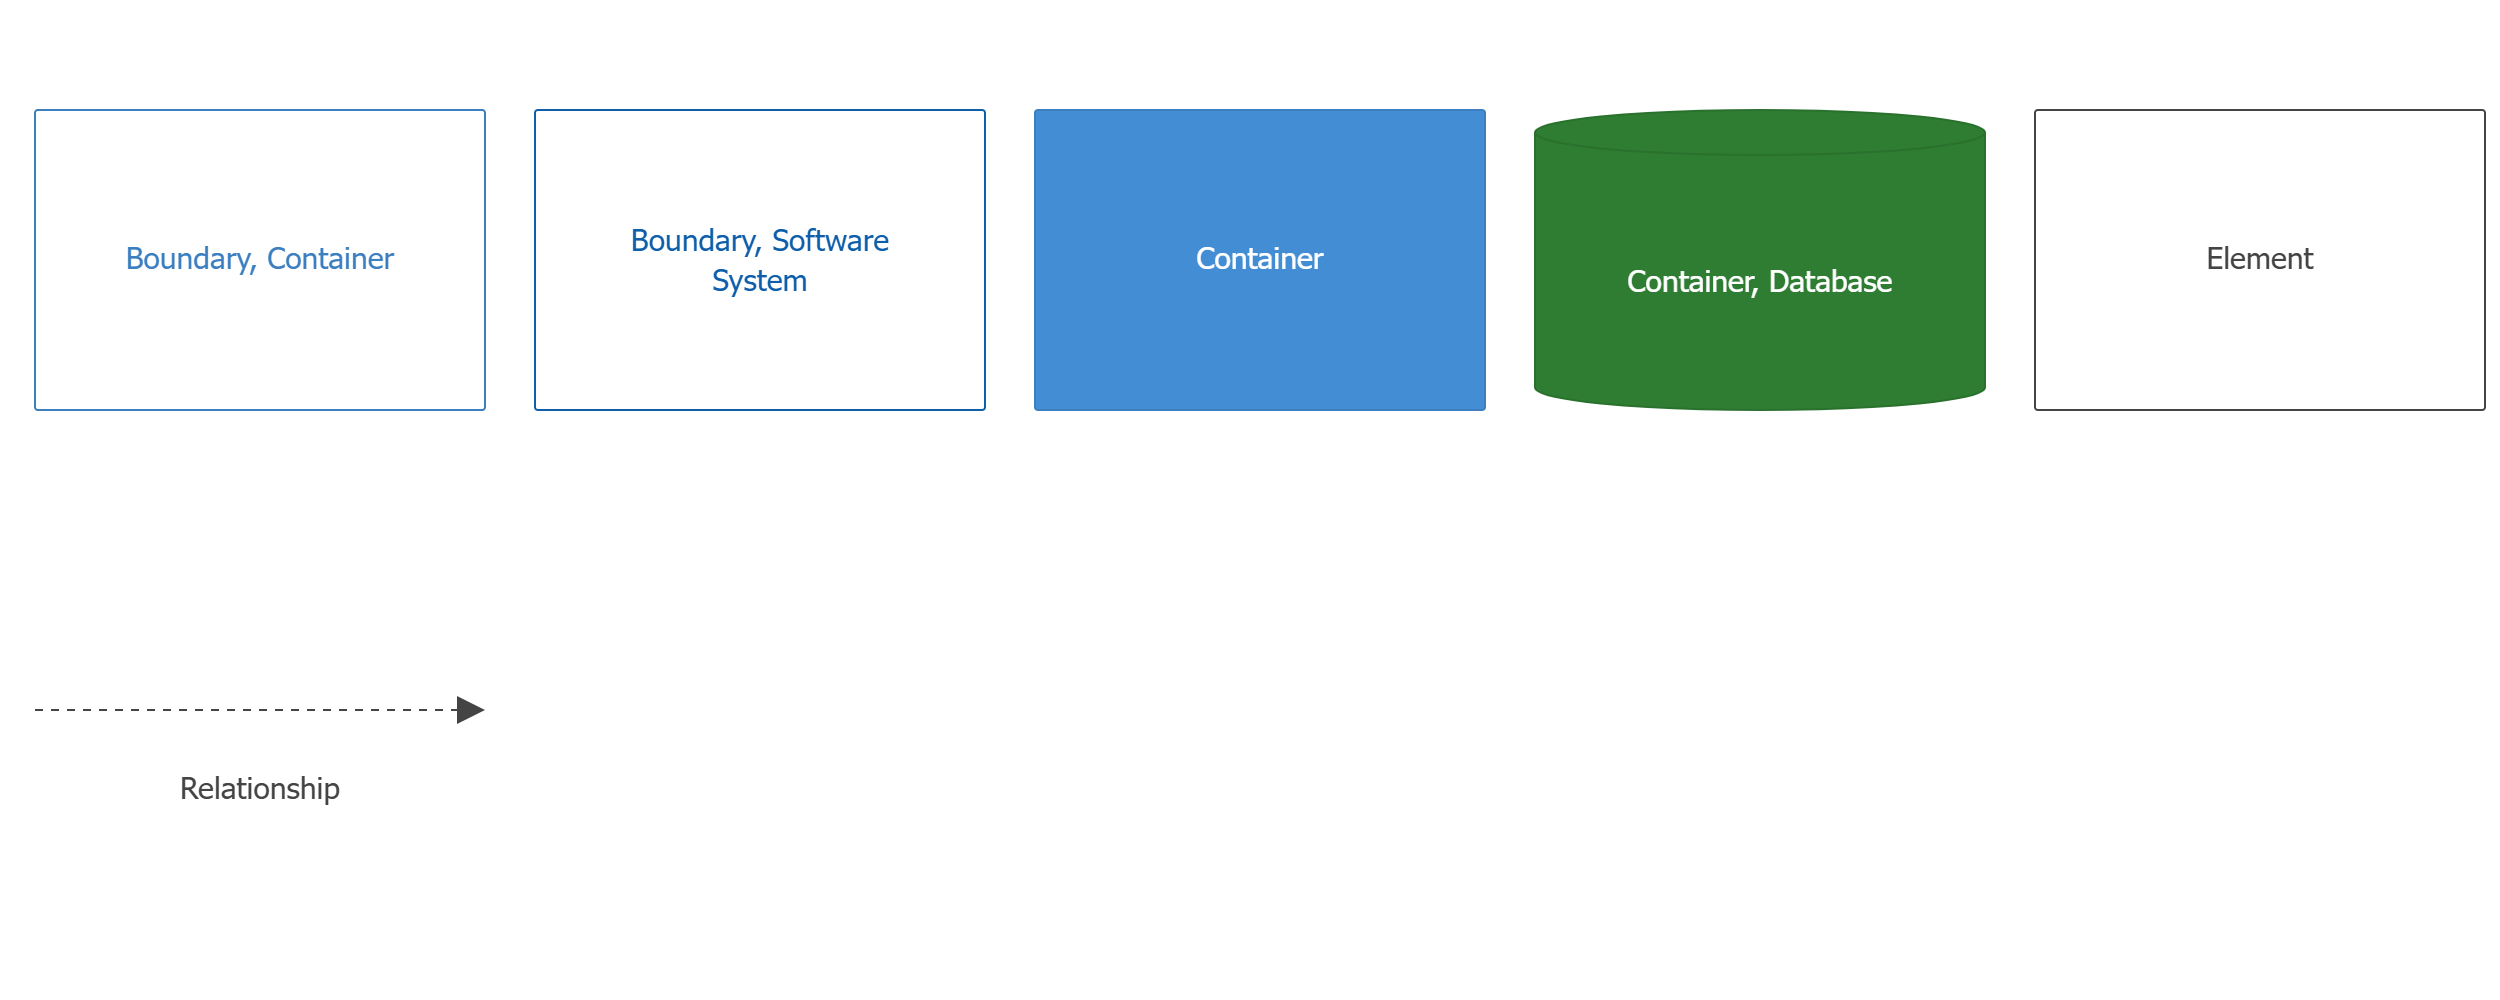 Boundary, Container
Boundary, Software
System
Container
Container, Database
Element
Relationship